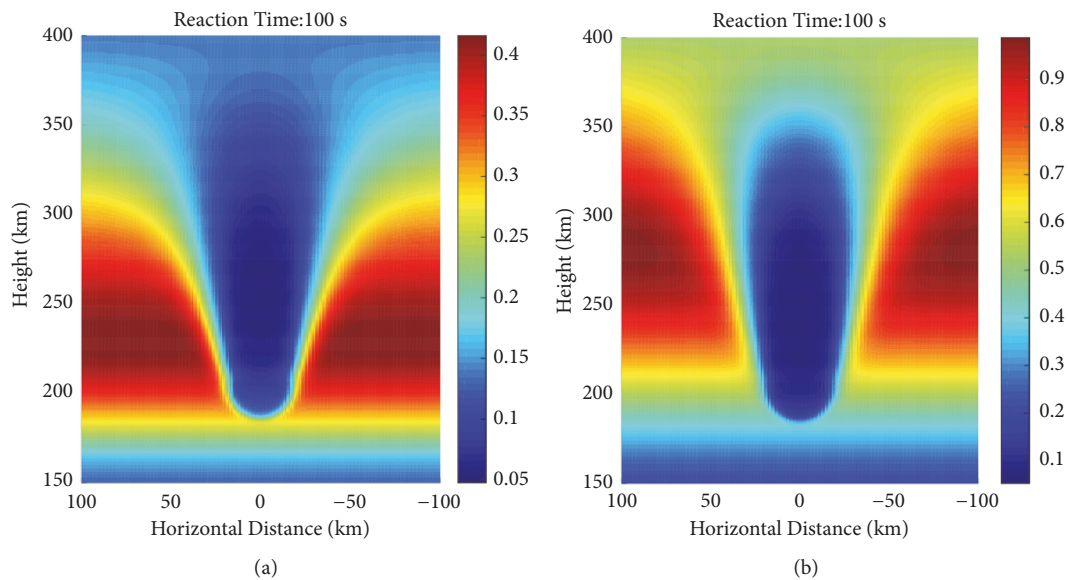 Reaction Time:100 s
400
350
300
250
200
150
Height (km)
100 50 0 −50 −100
Horizontal Distance (km)
0.4
0.35
0.3
0.25
0.2
0.15
0.1
0.05
(a)
Reaction Time:100 s
400
350
300
250
200
150
Height (km)
100 50 0 −50 −100
Horizontal Distance (km)
0.9
0.8
0.7
0.6
0.5
0.4
0.3
0.2
0.1
(b)